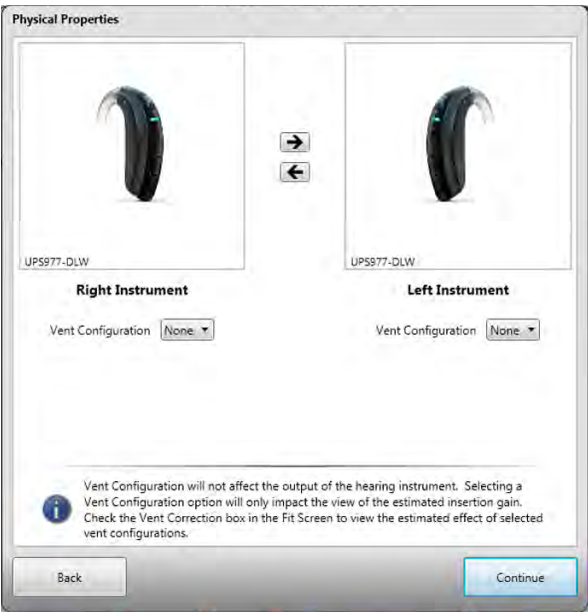 Physical Properties
UPS977-DLW
UPS977-DLW
Right Instrument
Left Instrument
Vent Configuration None
Vent Configuration None
Vent Configuration will not affect the output of the hearing instrument. Selecting a
Vent Configuration option will only impact the view of the estimated insertion gain.
Check the Vent Correction box in the Fit Screen to view the estimated effect of selected
vent configurations.
Back
Continue